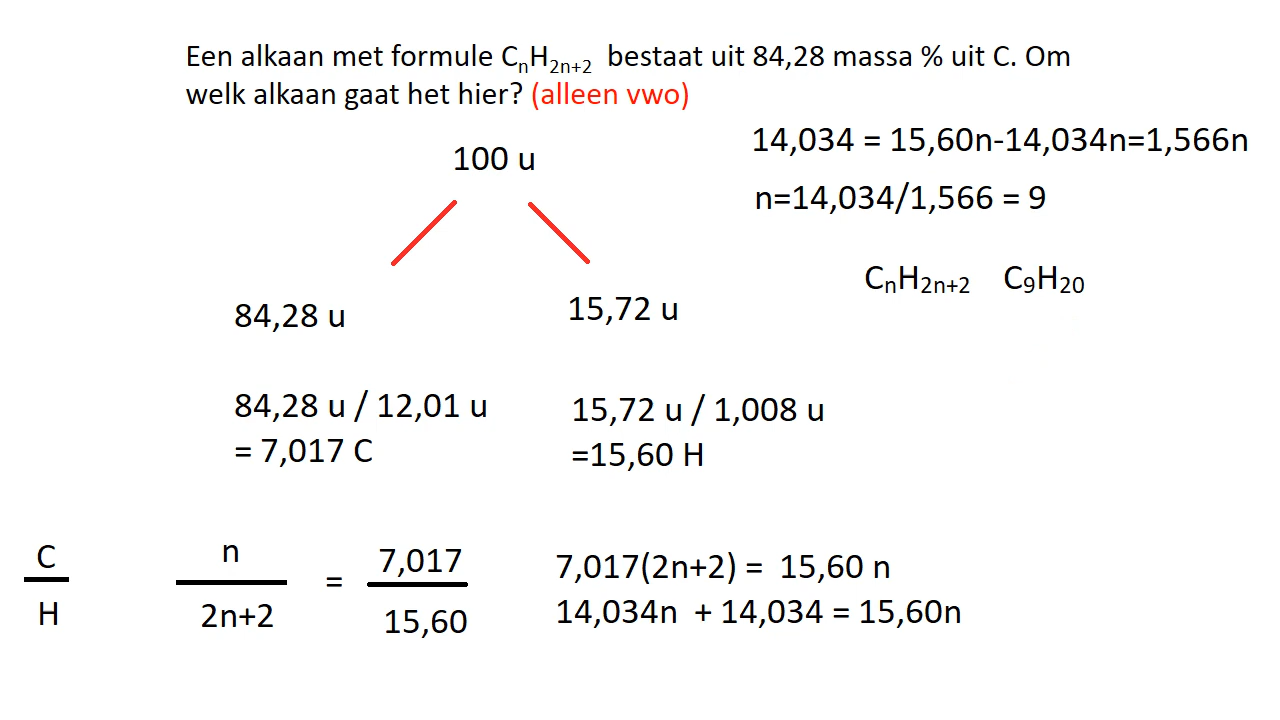 Een alkaan met formule CₙH₂ₙ₊₂ bestaat uit 84,28 massa % uit C. Om
welk alkaan gaat het hier? (alleen vwo)
100 u
84,28 u
15,72 u
84,28 u / 12,01 u
= 7,017 C
15,72 u / 1,008 u
=15,60 H
C
H
n
2n+2
=
7,017
15,60
7,017(2n+2) = 15,60 n
14,034n + 14,034 = 15,60n
14,034 = 15,60n-14,034n=1,566n
n=14,034/1,566 = 9
CₙH₂ₙ₊₂ C₉H₂₀